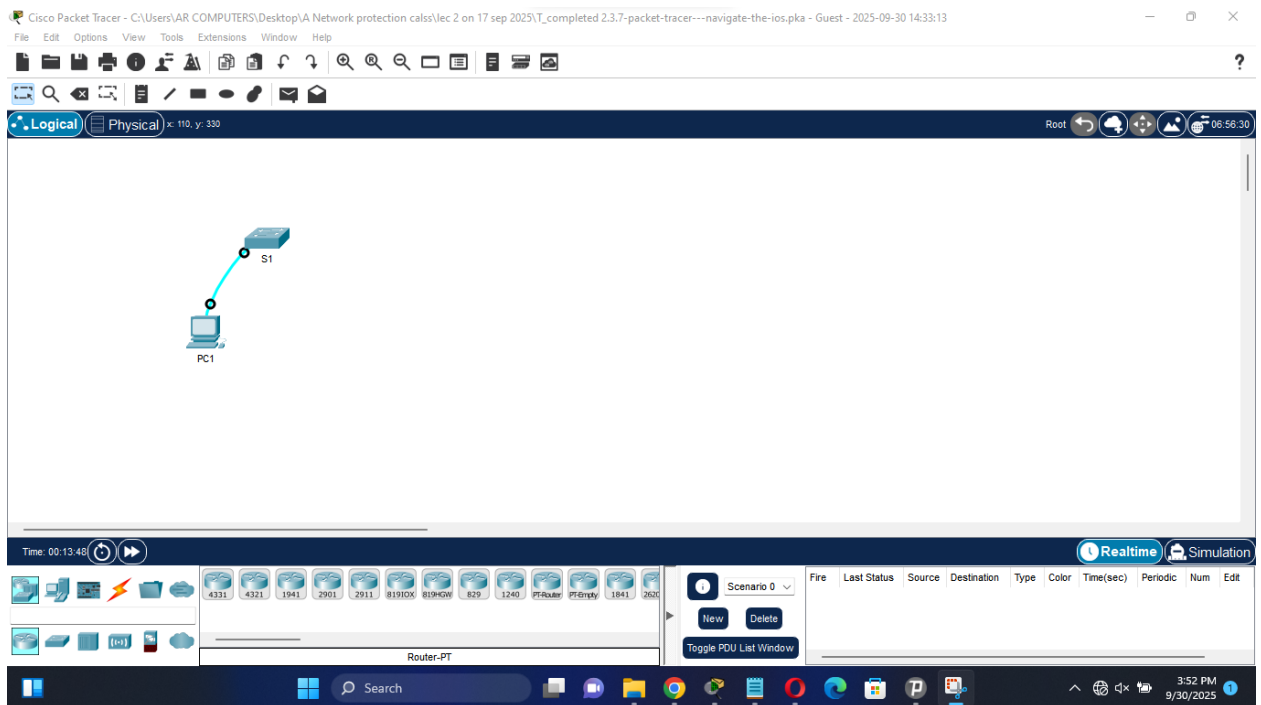 Cisco Packet Tracer - C:\Users\AR COMPUTERS\Desktop\A Network protection calss\lec 2 on 17 sep 2025\T_completed 2.3.7-packet-tracer---navigate-the-ios.pka - Guest - 2025-09-30 14:33:13
File Edit Options View Tools Extensions Window Help
?
Logical Physical x: 110, y: 330 Root 06:56:30
S1
PC1
Time: 00:13:48 Realtime Simulation
4331 4321 1941 2901 2911 819IOX 819HGW 829 1240 PT-Router PT-Empty 1841 262
Scenario 0
Fire Last Status Source Destination Type Color Time(sec) Periodic Num Edit
New Delete
Toggle PDU List Window
Router-PT
Search
3:52 PM
9/30/2025
1